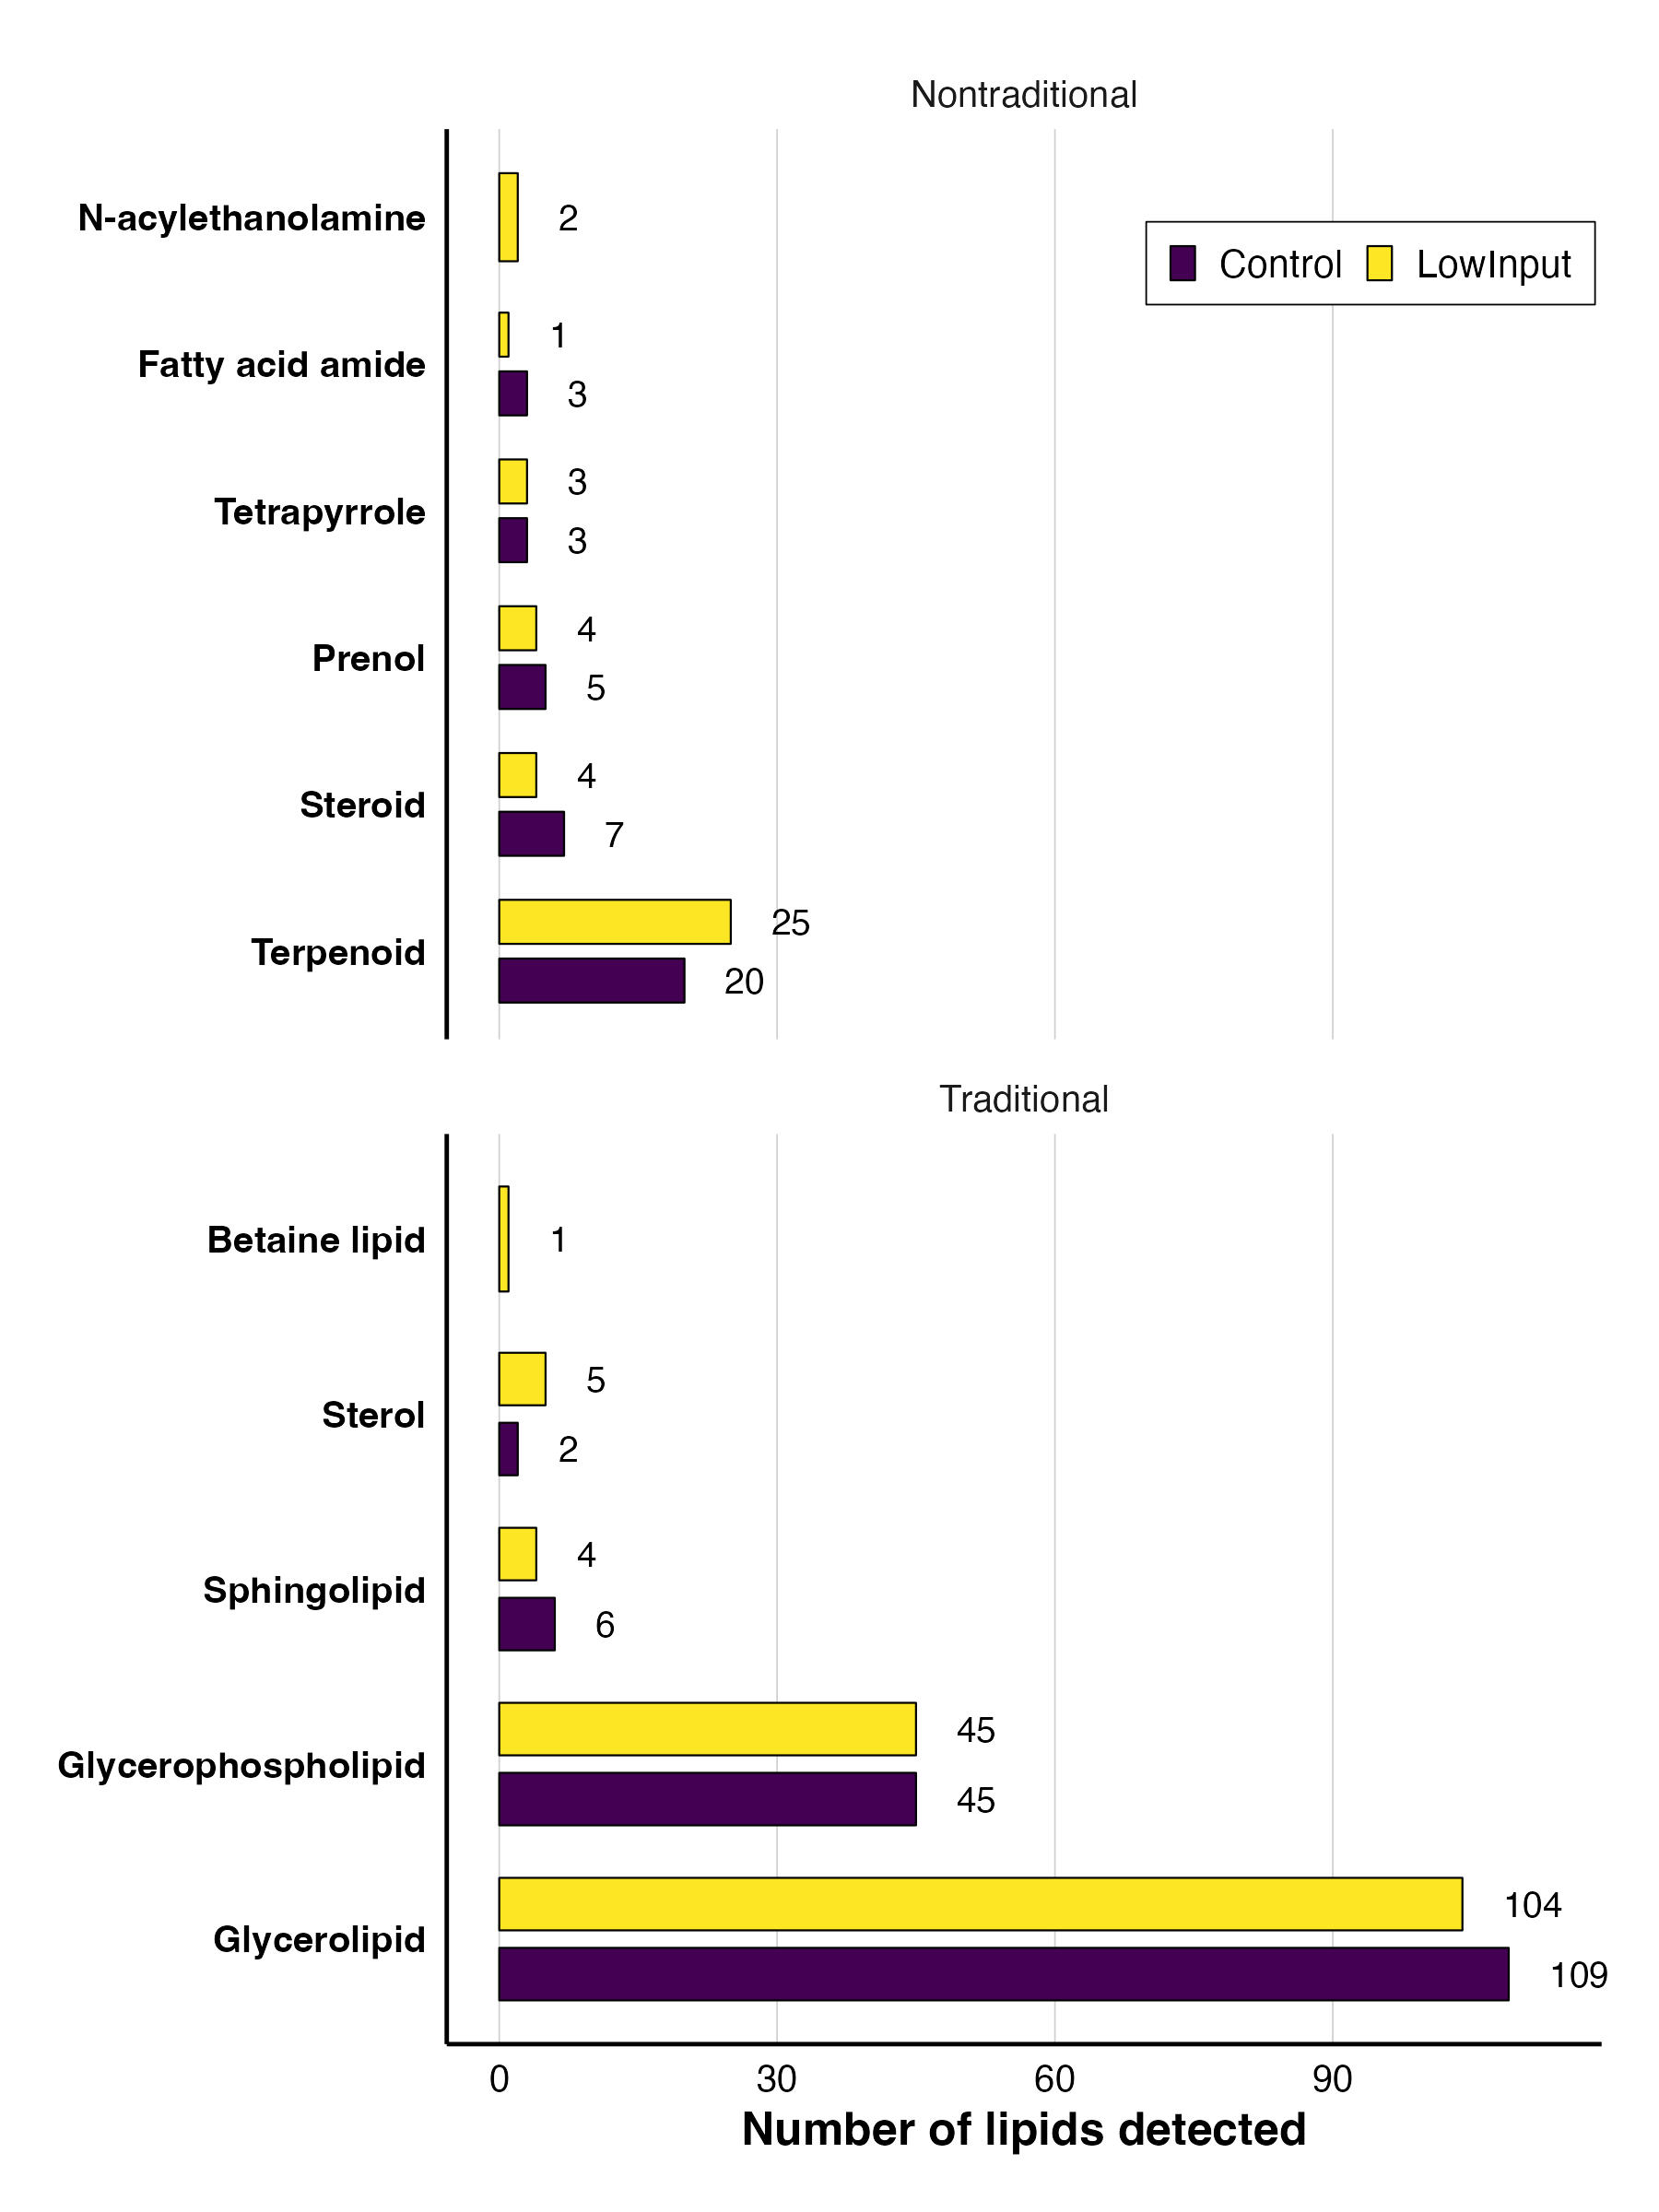 Nontraditional
Control LowInput
N-acylethanolamine 2
1
Fatty acid amide
3
3
Tetrapyrrole
3
4
Prenol
5
4
Steroid
7
25
Terpenoid
20
Traditional
Betaine lipid 1
5
Sterol
2
4
Sphingolipid
6
45
Glycerophospholipid
45
104
Glycerolipid
109
0 30 60 90
Number of lipids detected